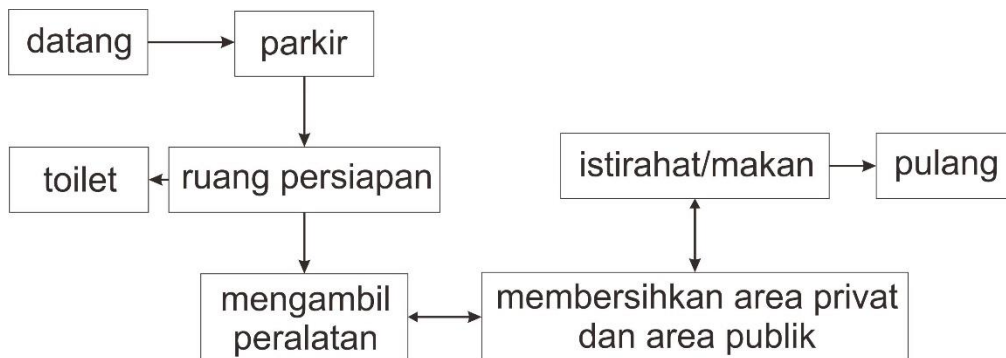 datang
parkir
toilet
ruang persiapan
istirahat/makan
pulang
mengambil
peralatan
membersihkan area privat
dan area publik